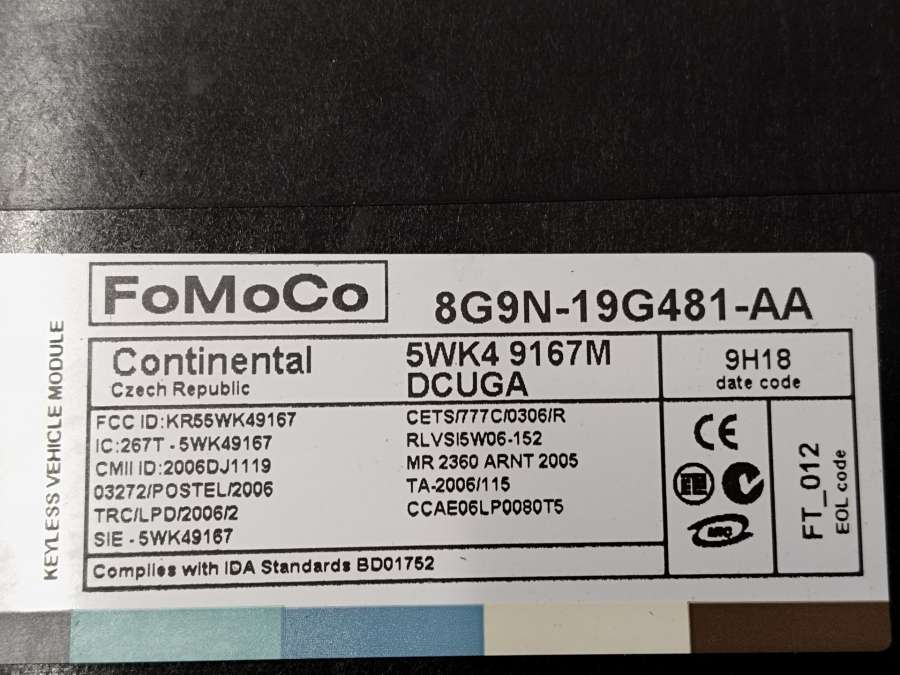 KEYLESS VEHICLE MODULE
FoMoCo
8G9N-19G481-AA
Continental
Czech Republic
5WK4 9167M
DCUGA
9H18
date code
FCC ID:KR55WK49167
IC:267T - 5WK49167
CMII ID:2006DJ1119
03272/POSTEL/2006
TRC/LPD/2006/2
SIE - 5WK49167
CETS/777C/0306/R
RLVSI5W06-152
MR 2360 ARNT 2005
TA-2006/115
CCAE06LP0080T5
CE
FT_012
EOL code
Complies with IDA Standards BD01752